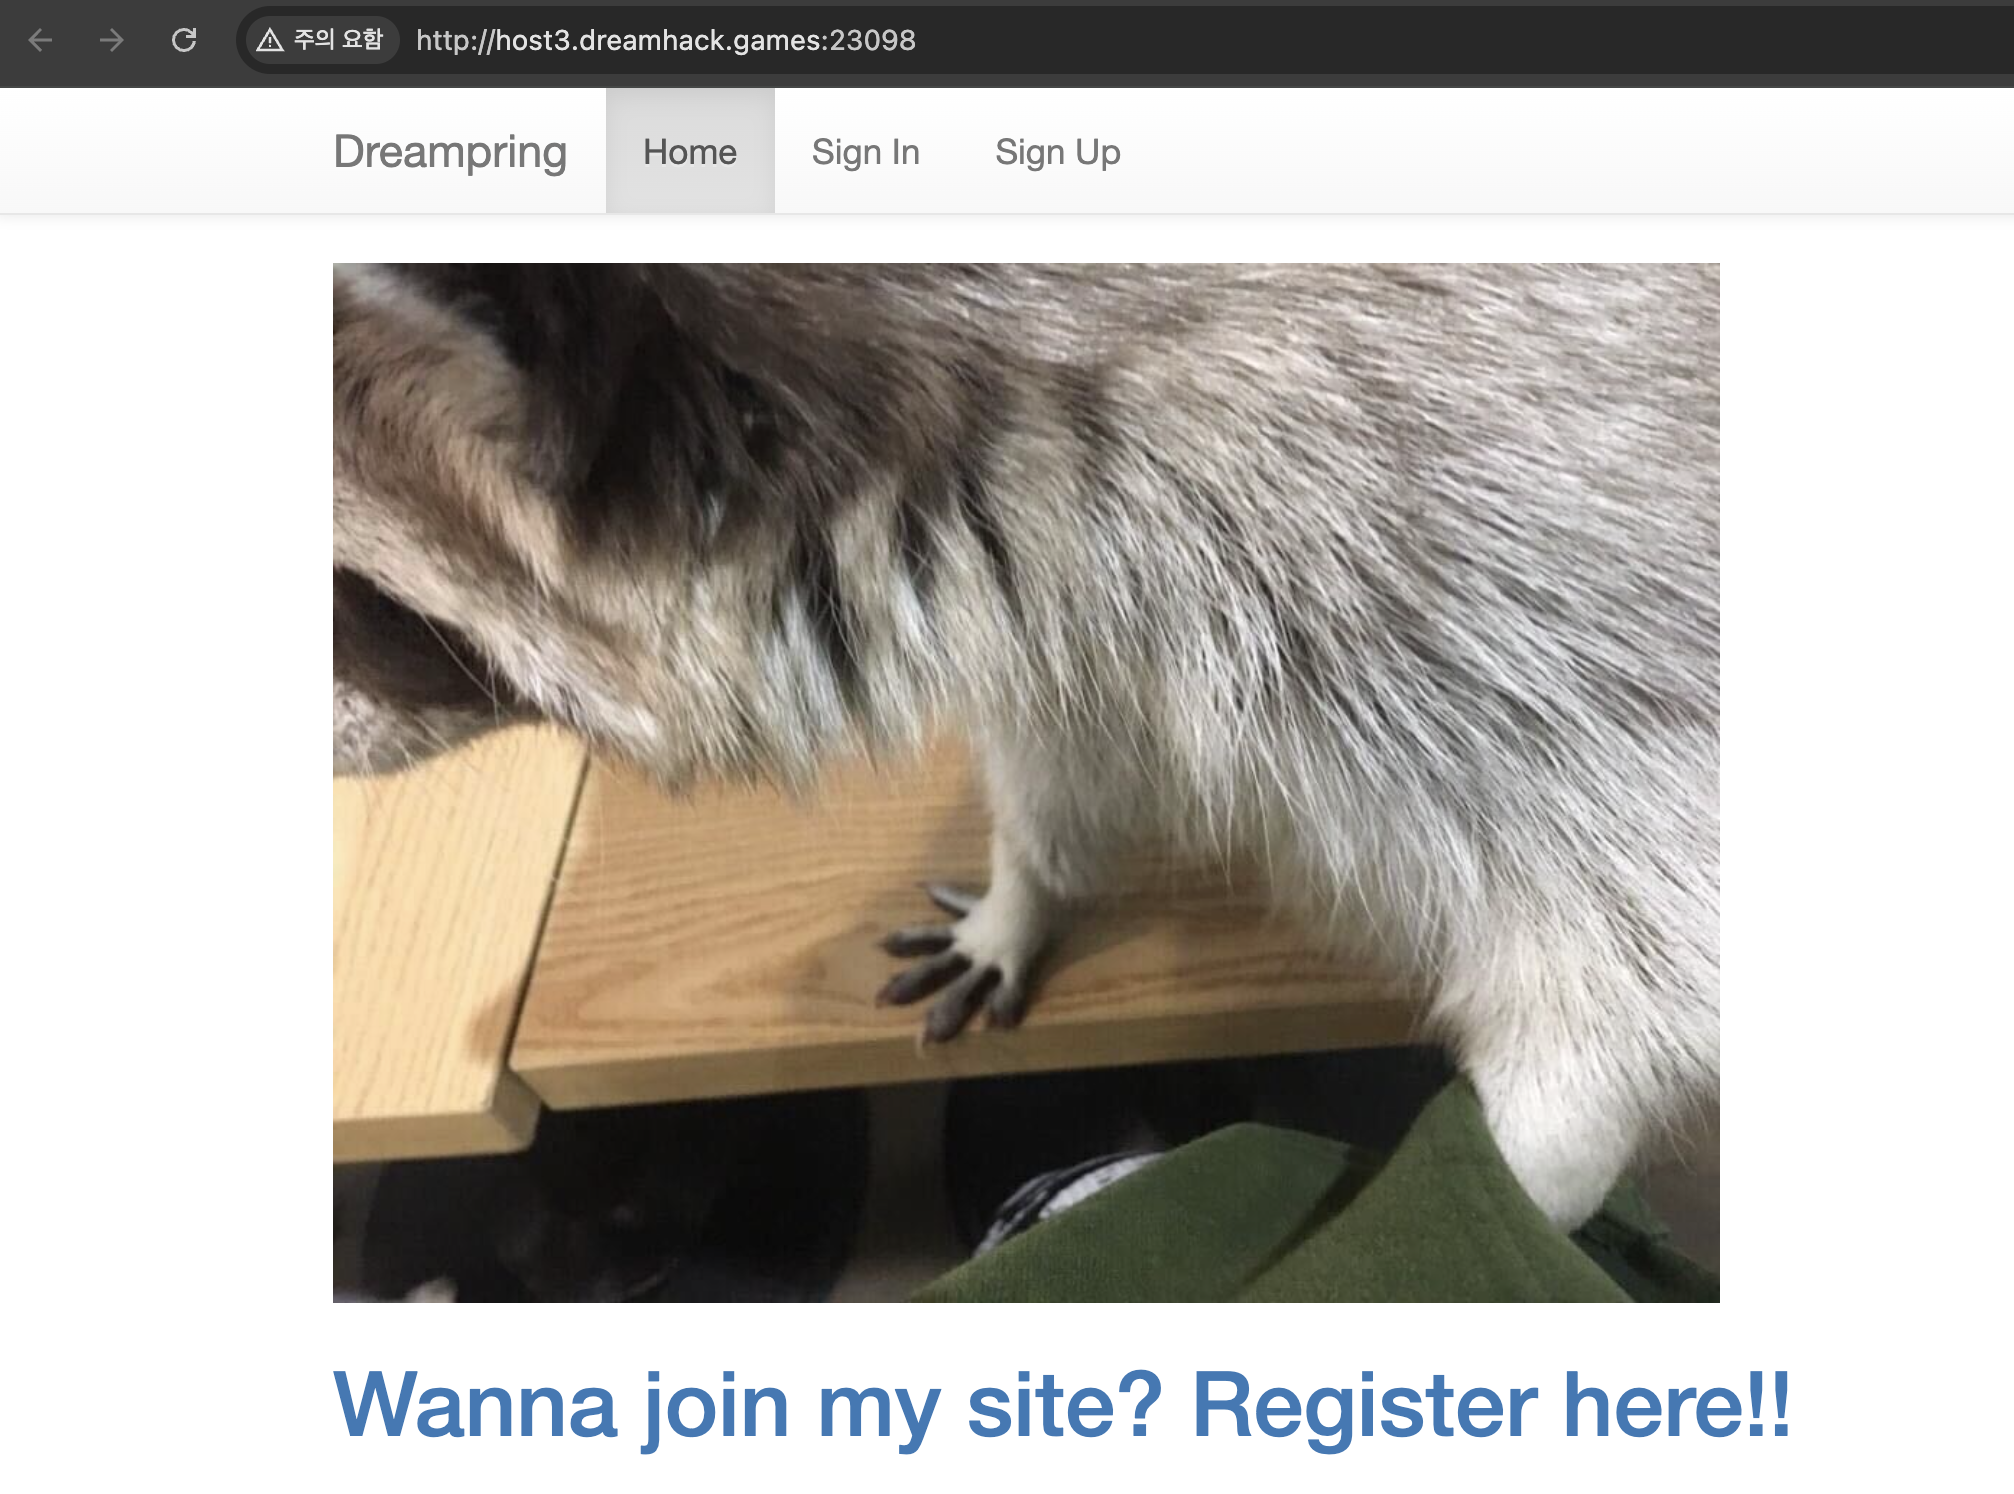 주의 요함 http://host3.dreamhack.games:23098
Dreampring Home Sign In Sign Up
Wanna join my site? Register here!!